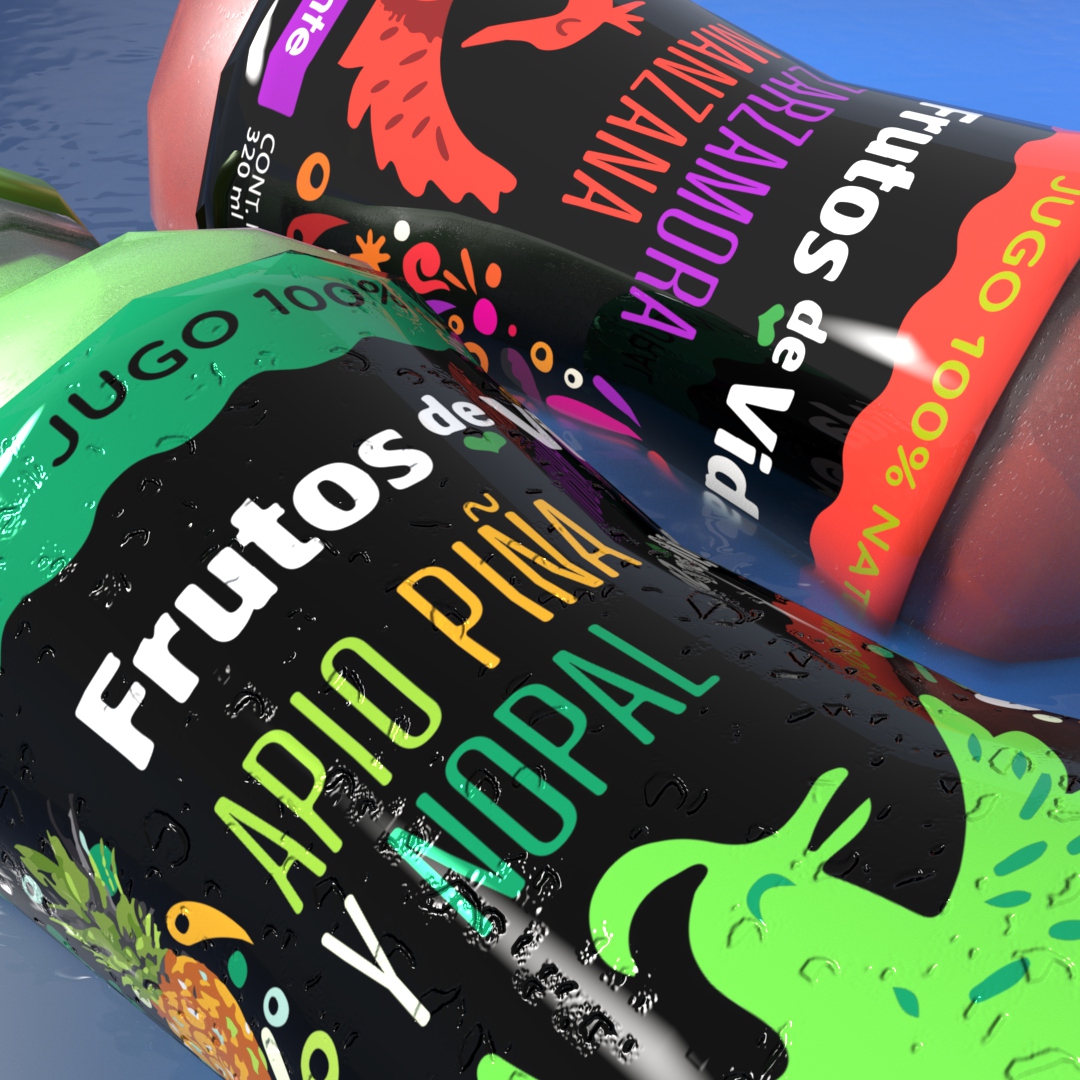 JUGO 100%
Frutos
de V
APIO PIÑA
Y NOPAL
JUGO 100% NAT
Frutos de Vid
ZARZAMORA
MANZANA
MANZANA
CONT.
320 ml
nte